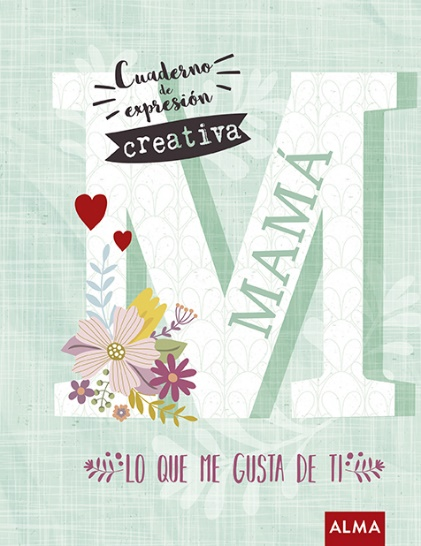 Cuaderno
de
expresión
creativa
M
MAMÁ
LO QUE ME GUSTA DE TI
ALMA